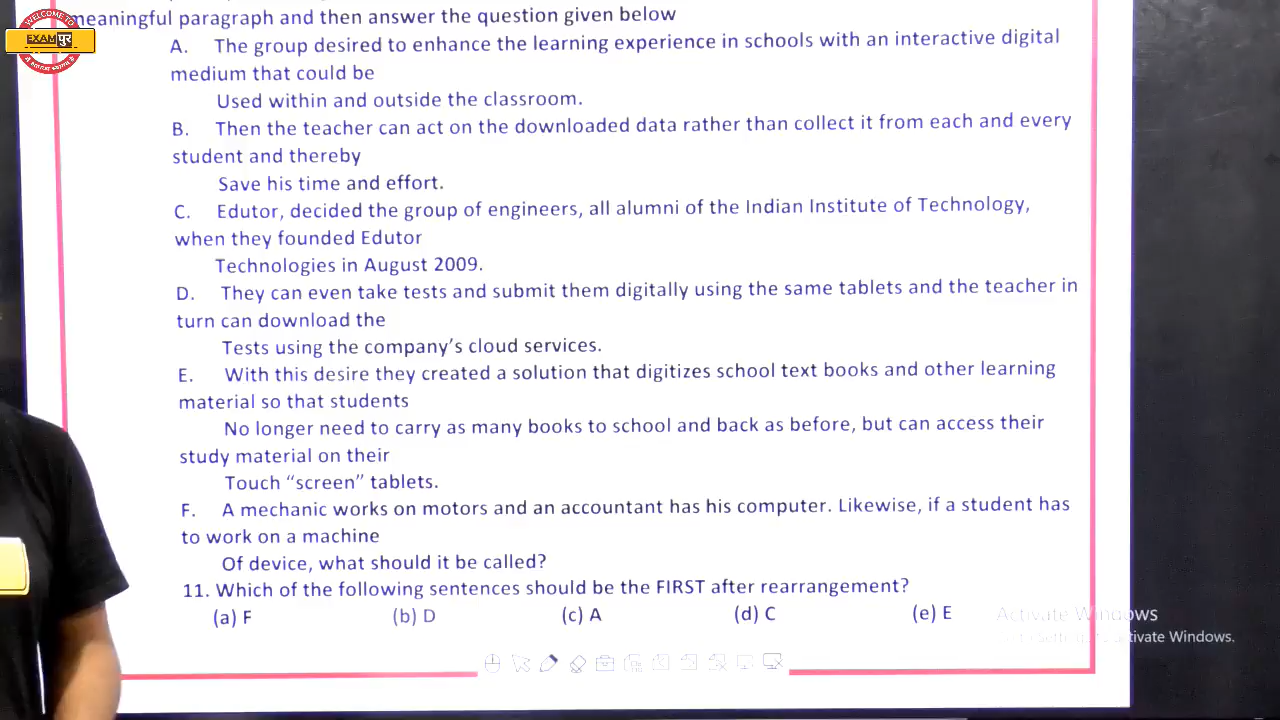 WELCOME TO
EXAM पुर
meaningful paragraph and then answer the question given below
A. The group desired to enhance the learning experience in schools with an interactive digital
medium that could be
Used within and outside the classroom.
B. Then the teacher can act on the downloaded data rather than collect it from each and every
student and thereby
Save his time and effort.
C. Edutor, decided the group of engineers, all alumni of the Indian Institute of Technology,
when they founded Edutor
Technologies in August 2009.
D. They can even take tests and submit them digitally using the same tablets and the teacher in
turn can download the
Tests using the company's cloud services.
E. With this desire they created a solution that digitizes school text books and other learning
material so that students
No longer need to carry as many books to school and back as before, but can access their
study material on their
Touch “screen” tablets.
F. A mechanic works on motors and an accountant has his computer. Likewise, if a student has
to work on a machine
Of device, what should it be called?
11. Which of the following sentences should be the FIRST after rearrangement?
(a) F (b) D (c) A (d) C (e) E
Activate Windows
activate Windows.